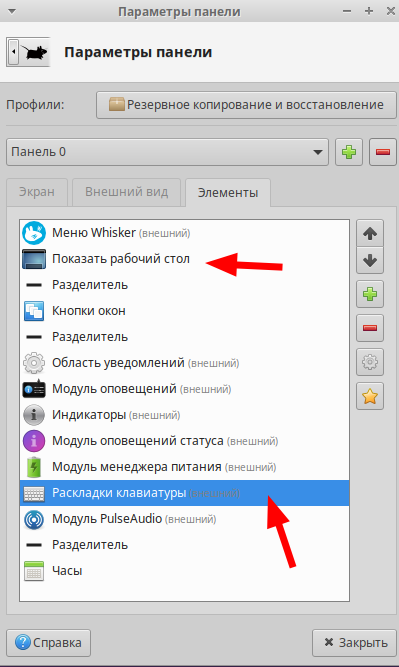 Параметры панели
Параметры панели
Профили: Резервное копирование и восстановление
Панель 0
Экран Внешний вид Элементы
Меню Whisker (внешний)
Показать рабочий стол
Разделитель
Кнопки окон
Разделитель
Область уведомлений (внешний)
Модуль оповещений (внешний)
Индикаторы (внешний)
Модуль оповещений статуса (внешний)
Модуль менеджера питания (внешний)
Раскладки клавиатуры (внешний)
Модуль PulseAudio (внешний)
Разделитель
Часы
Справка Закрыть